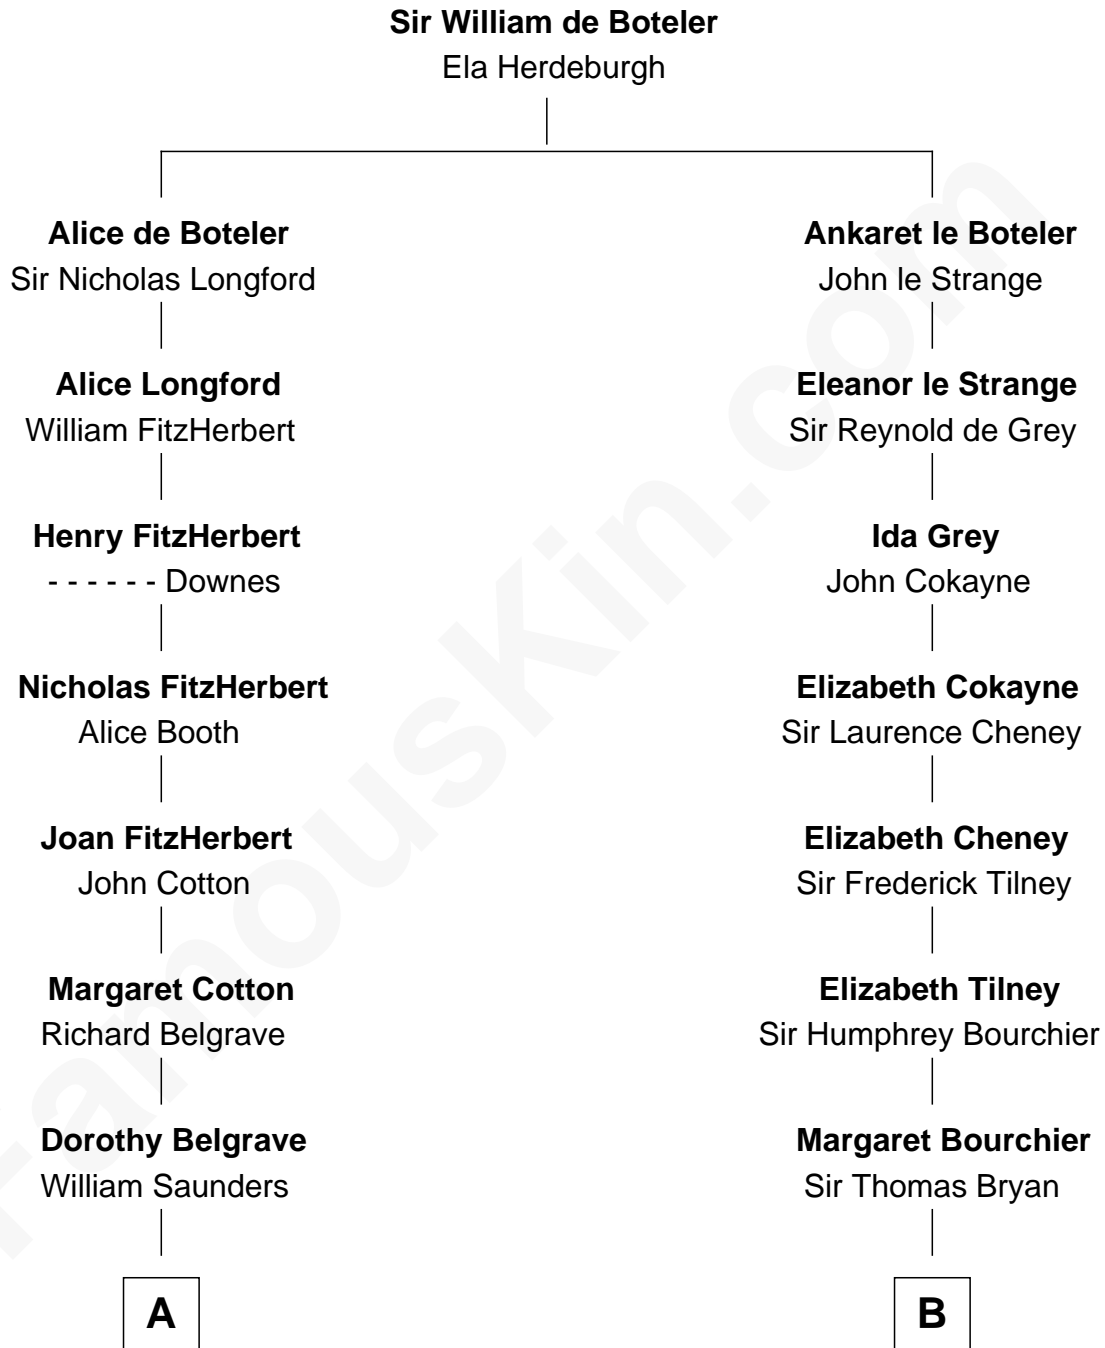 Sir William de Boteler
Ela Herdeburgh
Alice de Boteler
Sir Nicholas Longford
Ankaret le Boteler
John le Strange
Alice Longford
William FitzHerbert
Eleanor le Strange
Sir Reynold de Grey
Henry FitzHerbert
- - - - - - Downes
Ida Grey
John Cokayne
Nicholas FitzHerbert
Alice Booth
Elizabeth Cokayne
Sir Laurence Cheney
Joan FitzHerbert
John Cotton
Elizabeth Cheney
Sir Frederick Tilney
Margaret Cotton
Richard Belgrave
Elizabeth Tilney
Sir Humphrey Bourchier
Dorothy Belgrave
William Saunders
Margaret Bourchier
Sir Thomas Bryan
A
B
FamousKin.com